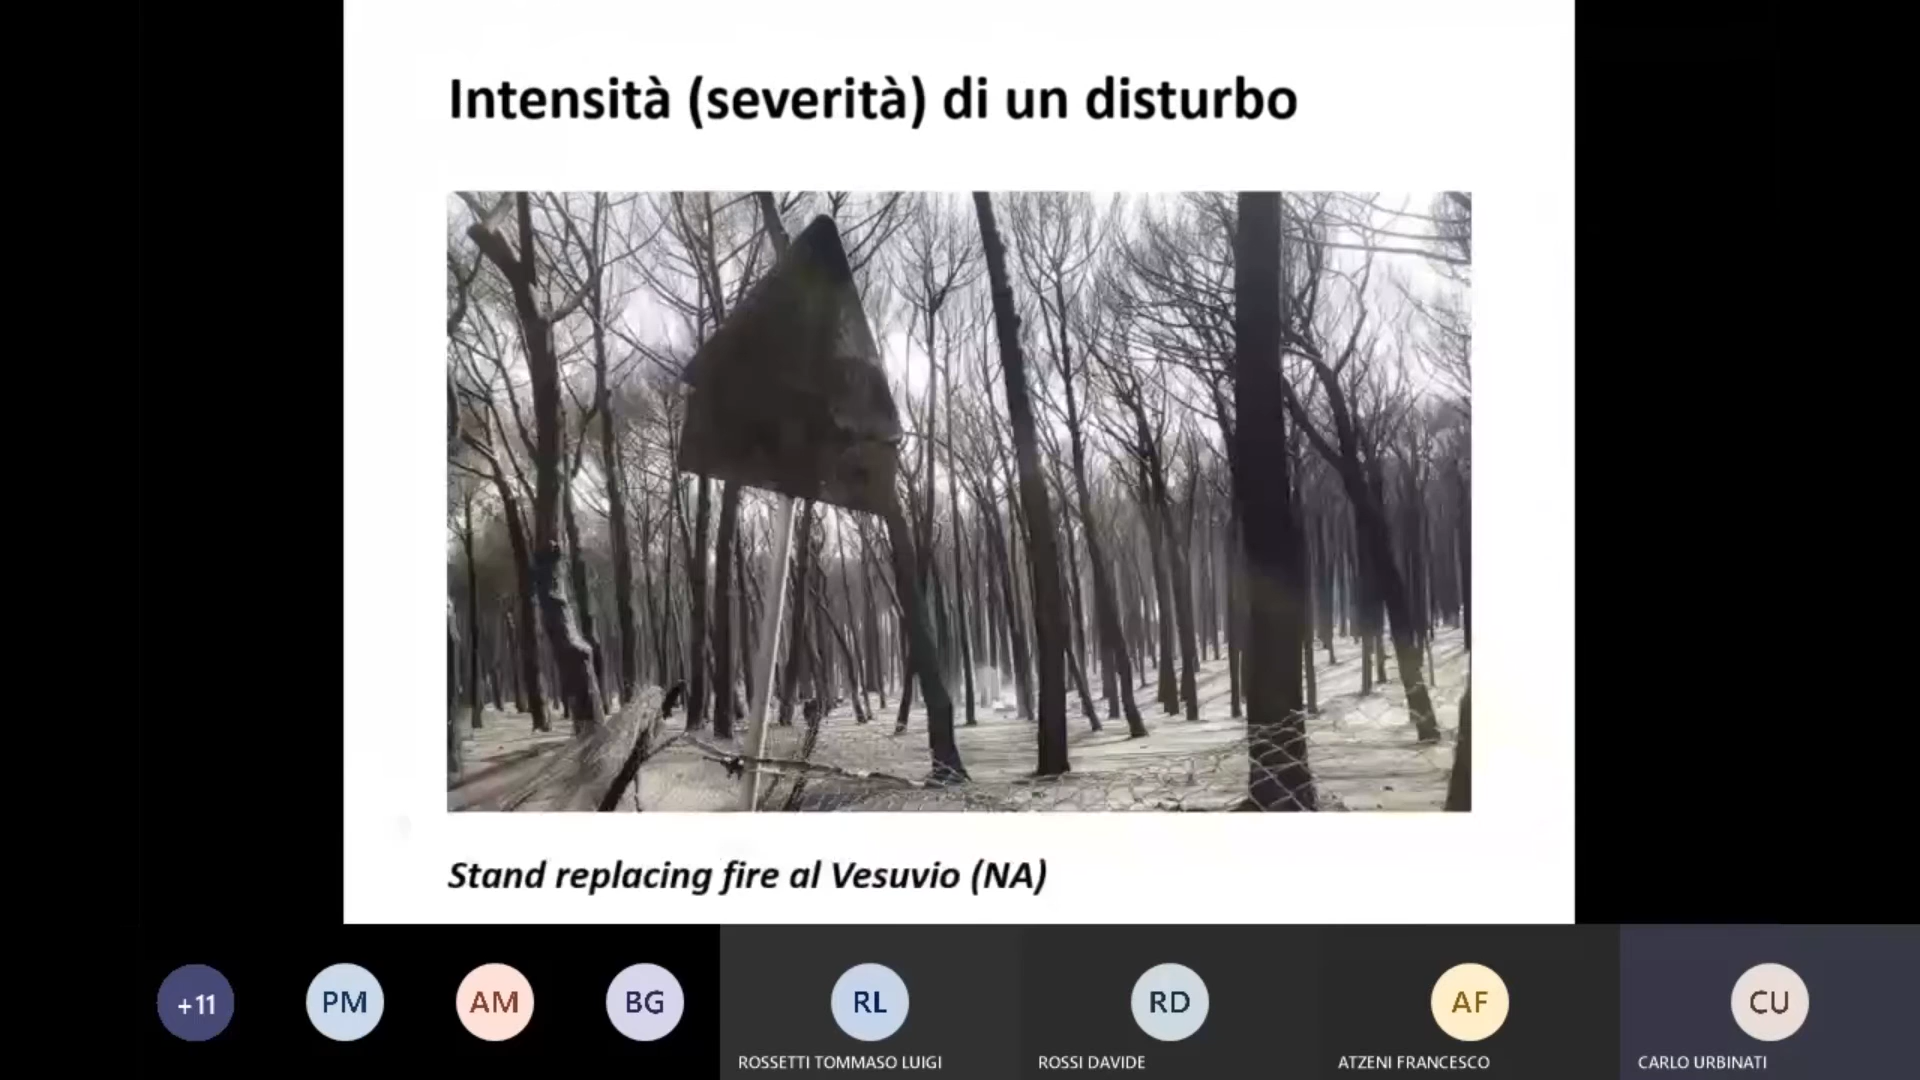 Intensità (severità) di un disturbo
Stand replacing fire al Vesuvio (NA)
+11
PM
AM
BG
RL
RD
AF
CU
ROSSETTI TOMMASO LUIGI
ROSSI DAVIDE
ATZENI FRANCESCO
CARLO URBINATI